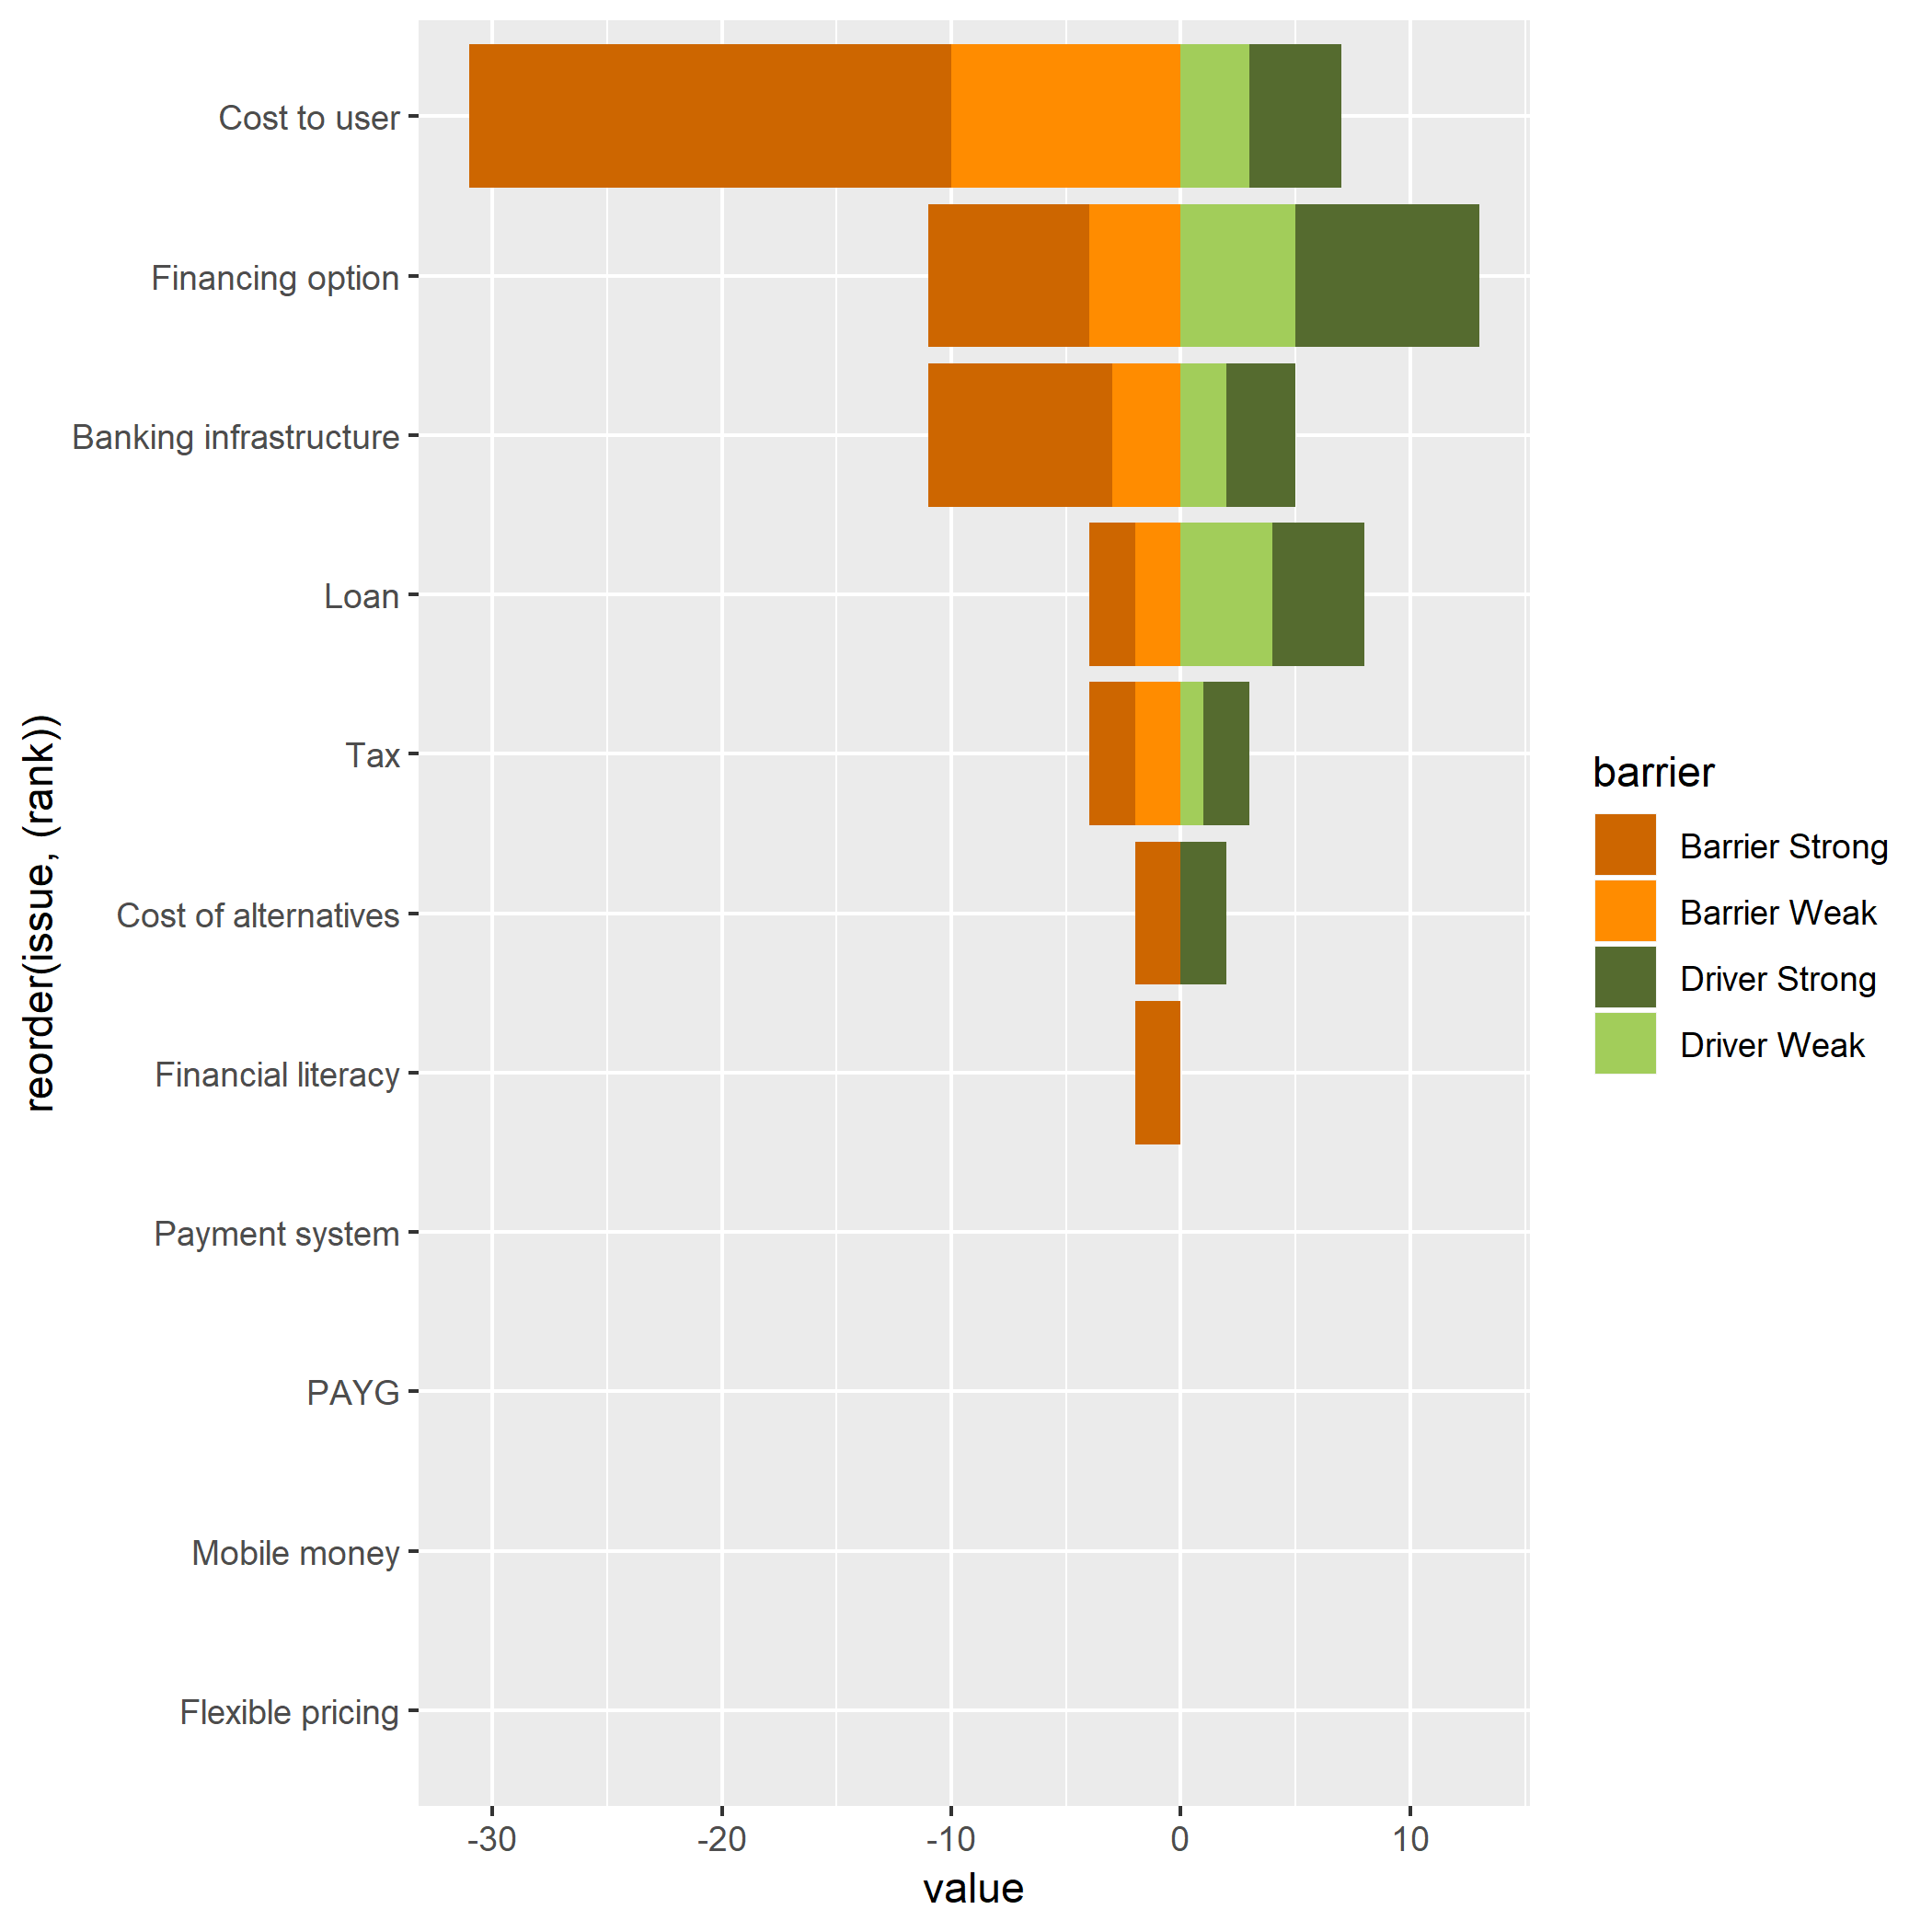 Cost to user
Financing option
Banking infrastructure
Loan
Tax
Cost of alternatives
Financial literacy
Payment system
PAYG
Mobile money
Flexible pricing
reorder(issue, (rank))
-30 -20 -10 0 10
value
barrier
Barrier Strong
Barrier Weak
Driver Strong
Driver Weak